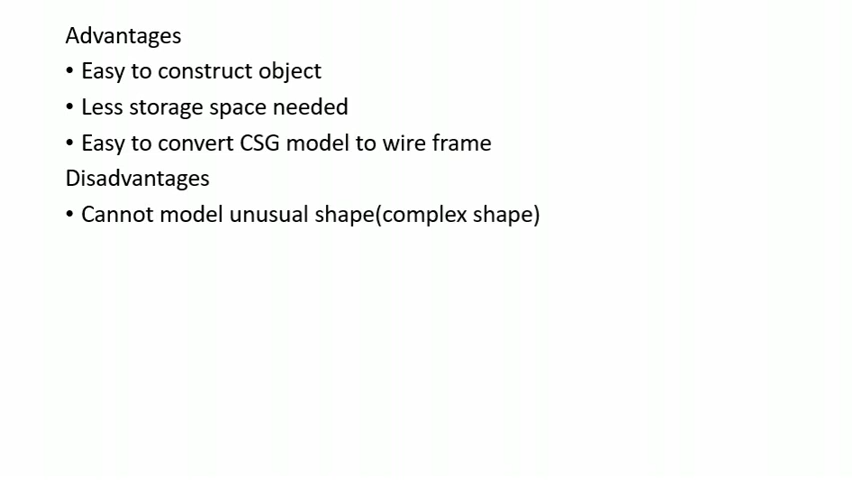 Advantages
• Easy to construct object
• Less storage space needed
• Easy to convert CSG model to wire frame
Disadvantages
• Cannot model unusual shape(complex shape)